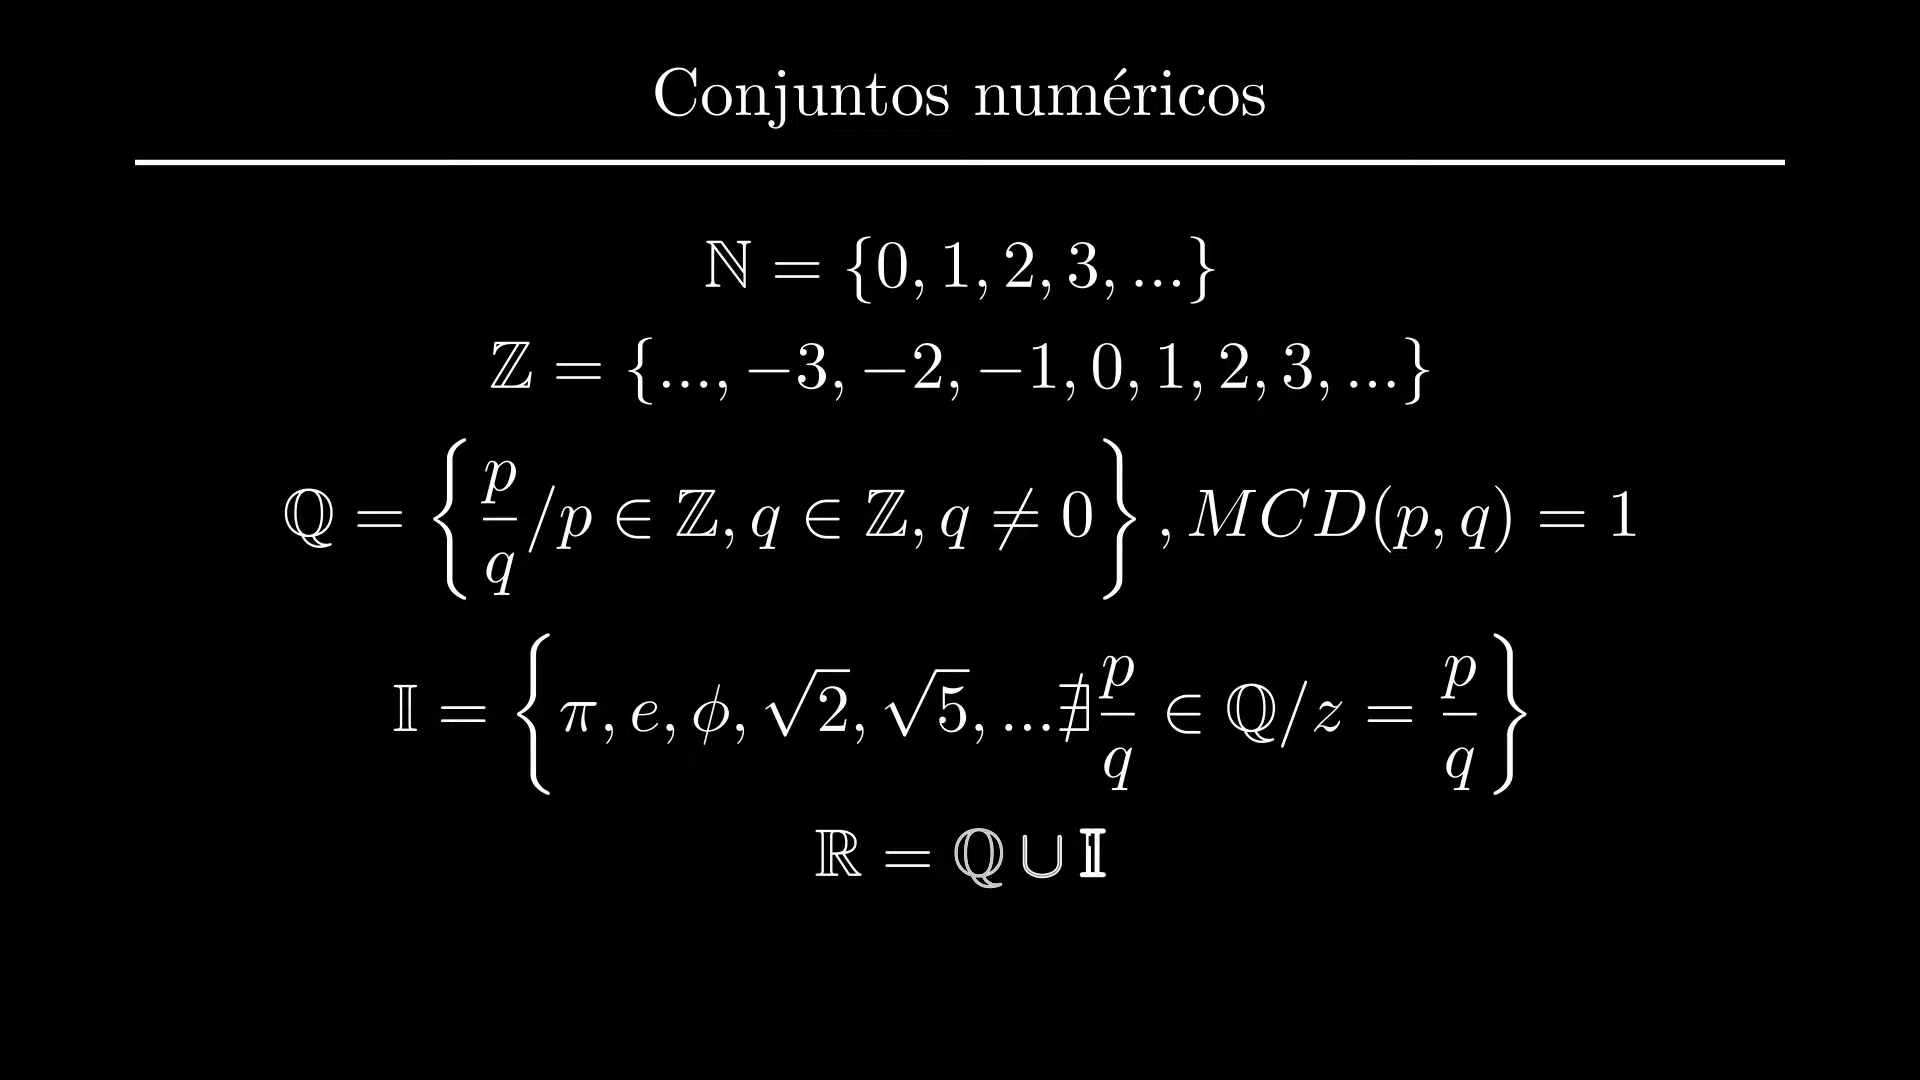 Conjuntos numéricos
ℕ = {0, 1, 2, 3, ...}
ℤ = {..., −3, −2, −1, 0, 1, 2, 3, ...}
ℚ = {p/q / p ∈ ℤ, q ∈ ℤ, q ≠ 0}, MCD(p, q) = 1
𝕀 = {π, e, ϕ, √2, √5, ...∄ p/q ∈ ℚ/z = p/q}
ℝ = ℚ ∪ 𝕀